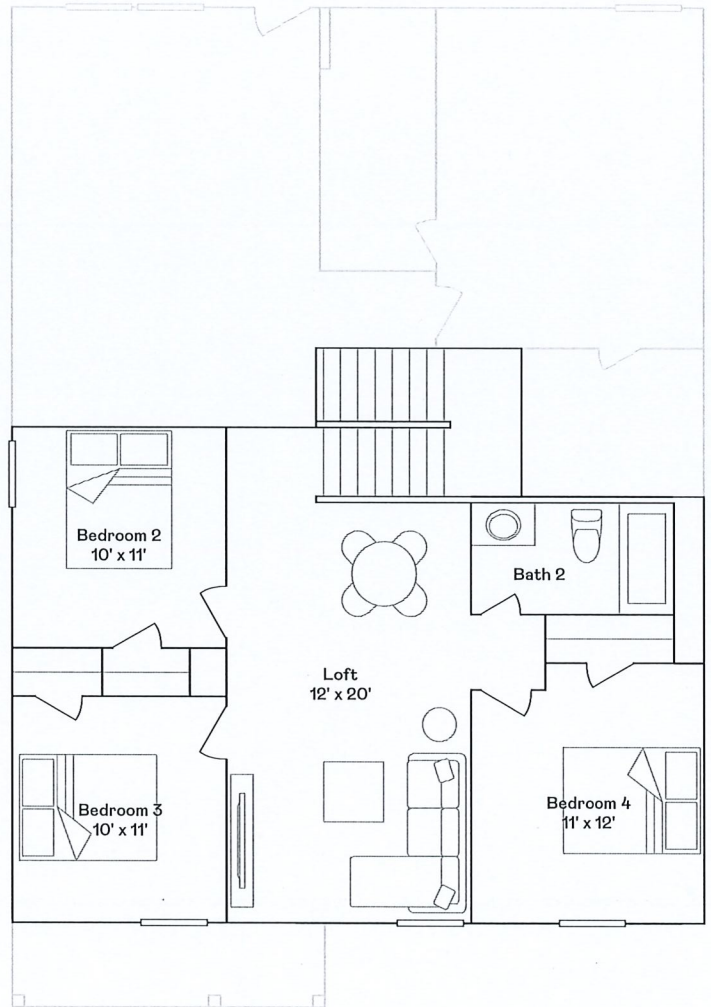 Bedroom 2
10' x 11'
Bath 2
Loft
12' x 20'
Bedroom 3
10' x 11'
Bedroom 4
11' x 12'